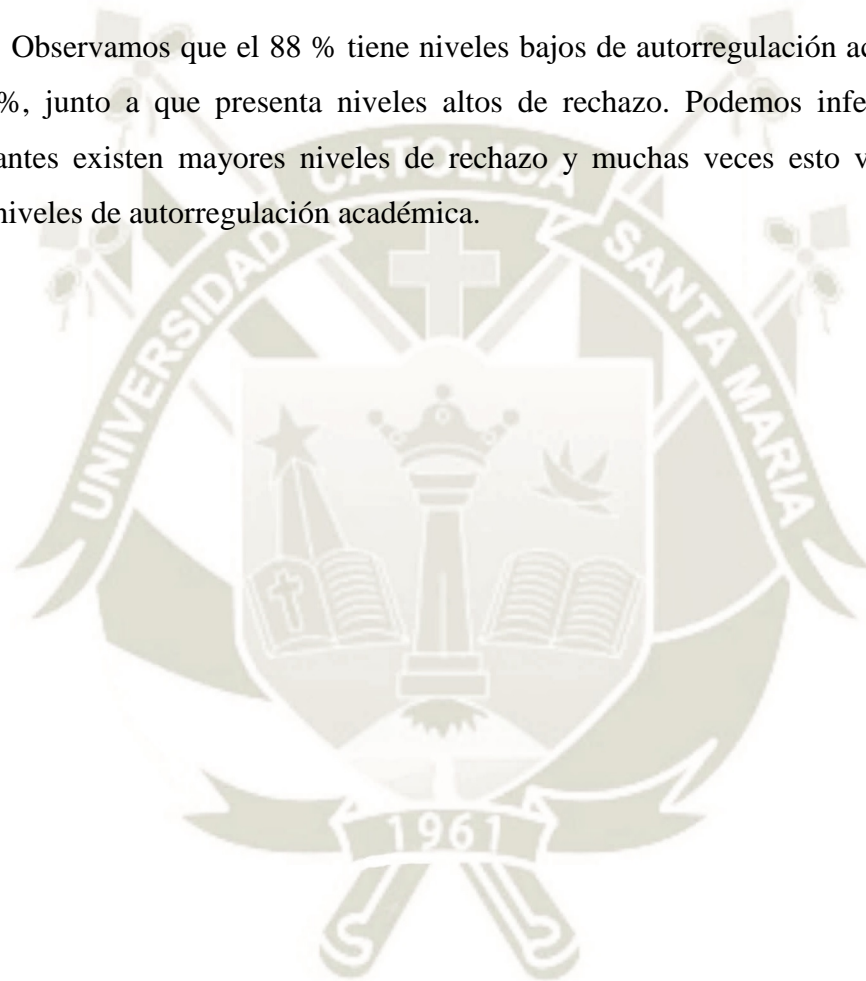 Observamos que el 88 % tiene niveles bajos de autorregulación ac
%, junto a que presenta niveles altos de rechazo. Podemos infe
antes existen mayores niveles de rechazo y muchas veces esto v
niveles de autorregulación académica.
UNIVERSIDAD CATOLICA SANTA MARIA
1961